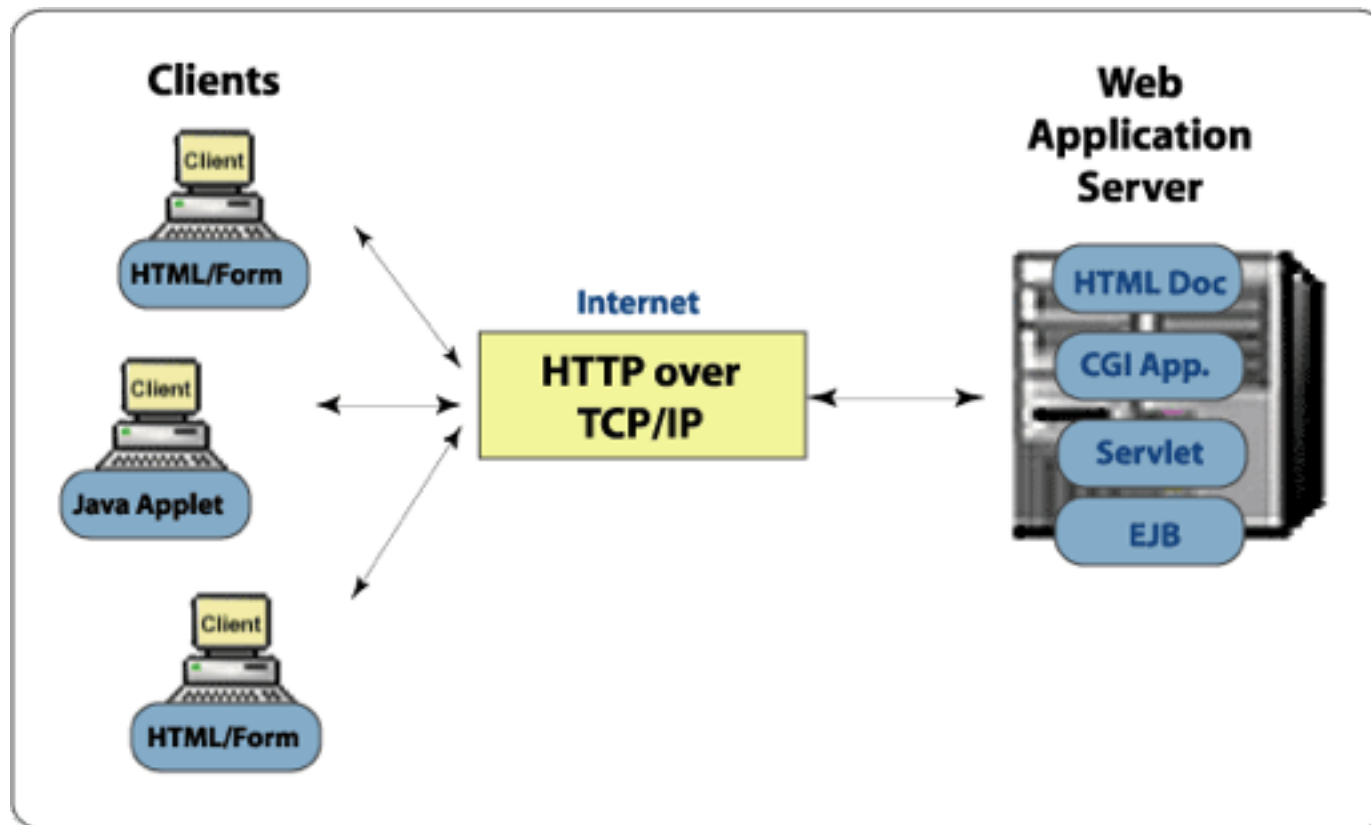 Clients
Client
HTML/Form
Client
Java Applet
Client
HTML/Form
Internet
HTTP over
TCP/IP
Web
Application
Server
HTML Doc
CGI App.
Servlet
EJB